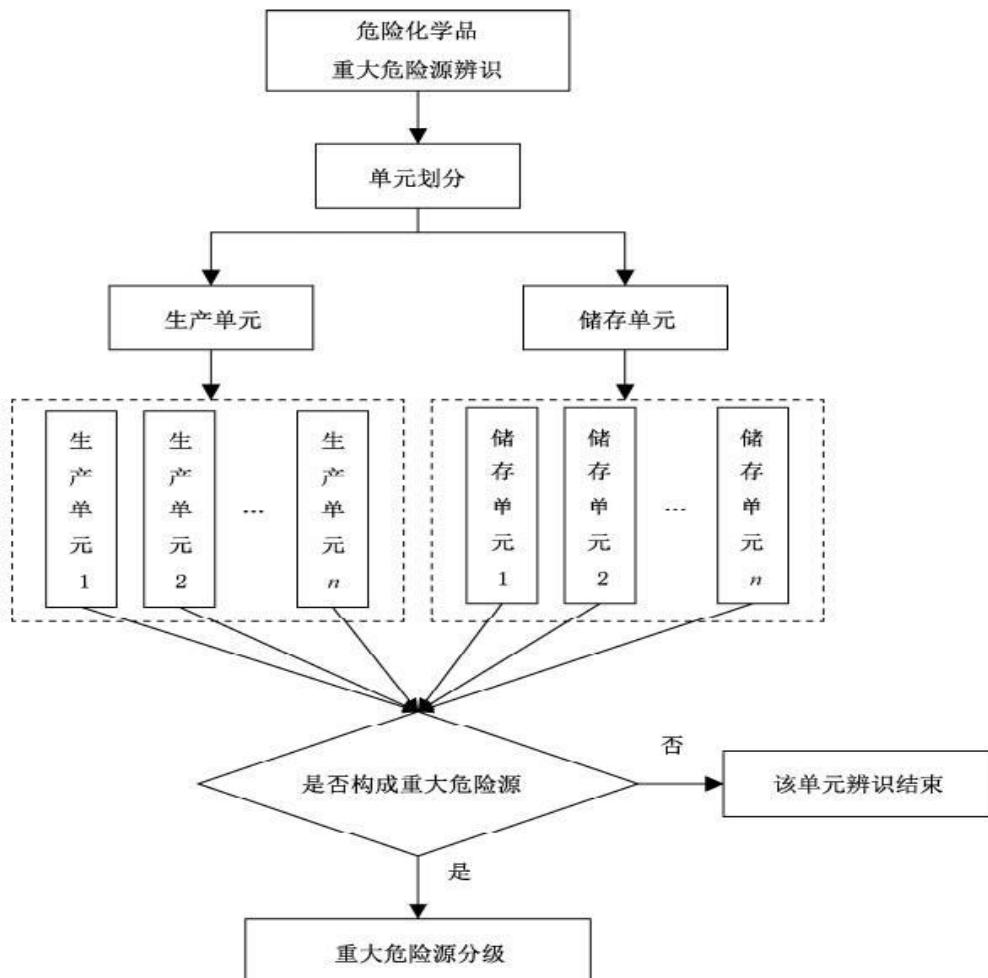 危险化学品
重大危险源辨识
单元划分
生产单元
储存单元
生产单元1
生产单元2
...
生产单元n
储存单元1
储存单元2
...
储存单元n
是否构成重大危险源
否
该单元辨识结束
是
重大危险源分级